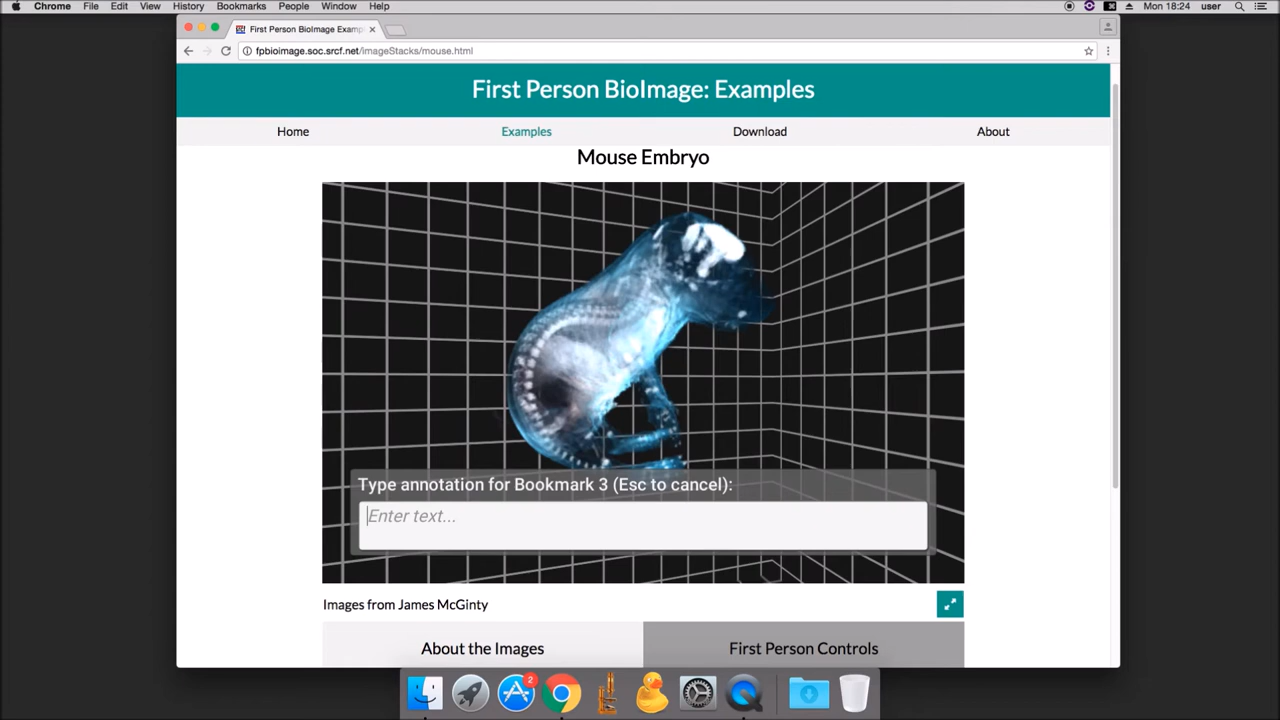 Chrome File Edit View History Bookmarks People Window Help Mon 18:24 user
First Person BioImage Examp
fpbioimage.soc.srcf.net/imageStacks/mouse.html
First Person BioImage: Examples
Home Examples Download About
Mouse Embryo
Type annotation for Bookmark 3 (Esc to cancel):
Enter text...
Images from James McGinty
About the Images First Person Controls
2